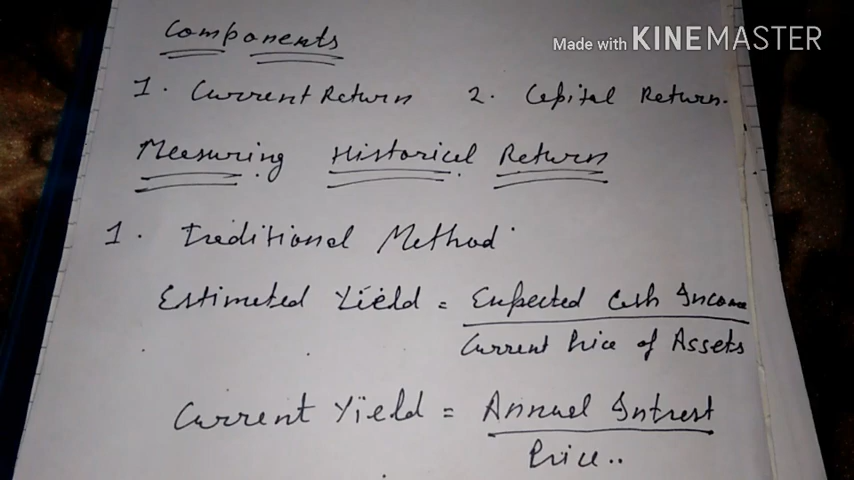 Components
Made with KINEMASTER
1. Current Return 2. Capital Return.
Measuring Historical Return
1. Traditional Method
Estimated Yield = Expected Cash Income
Current Price of Assets
Current Yield = Annual Intrest
Price..